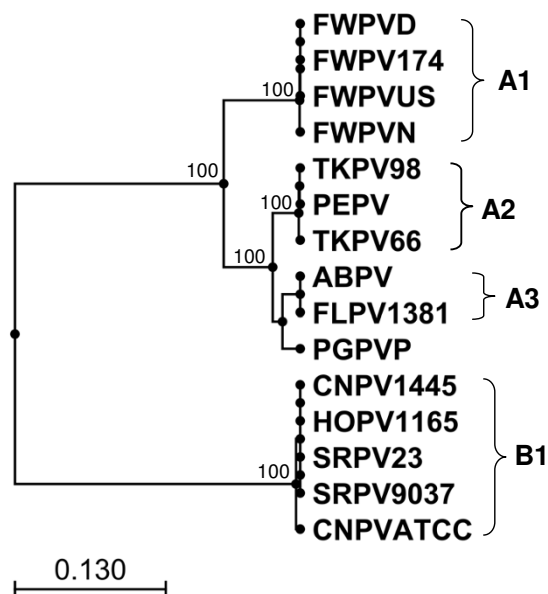 FWPVD
FWPV174
A1
100
FWPVUS
FWPVN
100
TKPV98
100
PEPV
A2
TKPV66
100
ABPV
A3
FLPV1381
PGPVP
CNPV1445
HOPV1165
SRPV23
B1
100
SRPV9037
CNPVATCC
0.130